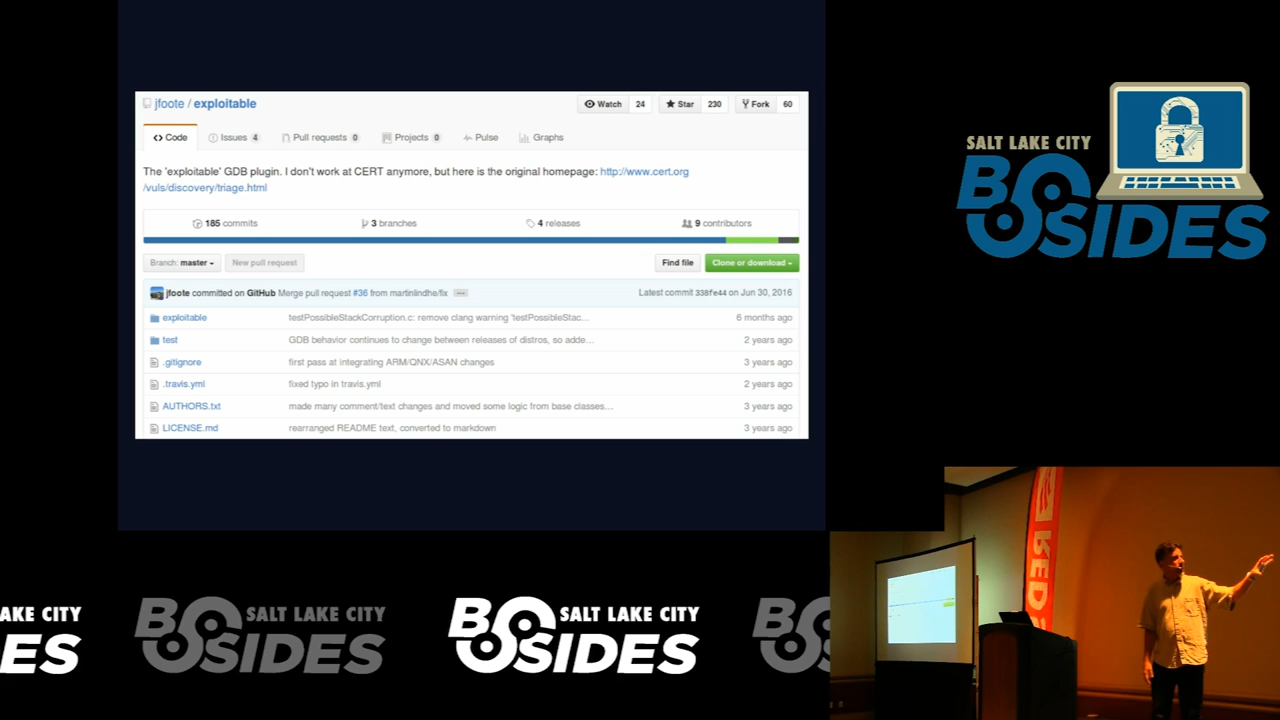 jfoote / exploitable
Watch 24 Star 230 Fork 60
Code Issues 4 Pull requests 0 Projects 0 Pulse Graphs
The 'exploitable' GDB plugin. I don't work at CERT anymore, but here is the original homepage: http://www.cert.org
/vuls/discovery/triage.html
185 commits 3 branches 4 releases 9 contributors
Branch: master New pull request Find file Clone or download
jfoote committed on GitHub Merge pull request #36 from martinlindhe/fix ... Latest commit 338fe44 on Jun 30, 2016
exploitable testPossibleStackCorruption.c: remove clang warning 'testPossibleStac... 6 months ago
test GDB behavior continues to change between releases of distros, so adde... 2 years ago
.gitignore first pass at integrating ARM/QNX/ASAN changes 3 years ago
.travis.yml fixed typo in travis.yml 2 years ago
AUTHORS.txt made many comment/text changes and moved some logic from base classes... 3 years ago
LICENSE.md rearranged README text, converted to markdown 3 years ago
SALT LAKE CITY
BSIDES
RED
AKE CITY
ES
SALT LAKE CITY
BSIDES
SALT LAKE CITY
BSIDES
B